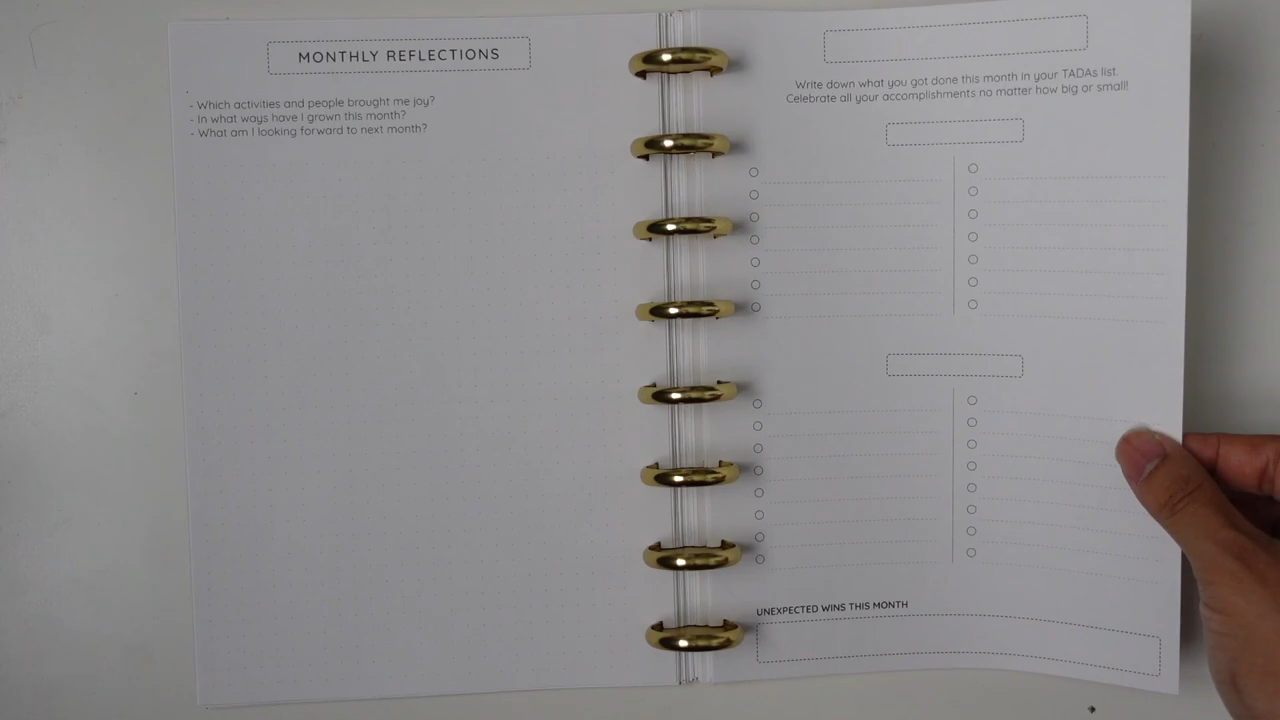 MONTHLY REFLECTIONS
- Which activities and people brought me joy?
- In what ways have I grown this month?
- What am I looking forward to next month?
Write down what you got done this month in your TADAs list.
Celebrate all your accomplishments no matter how big or small!
UNEXPECTED WINS THIS MONTH